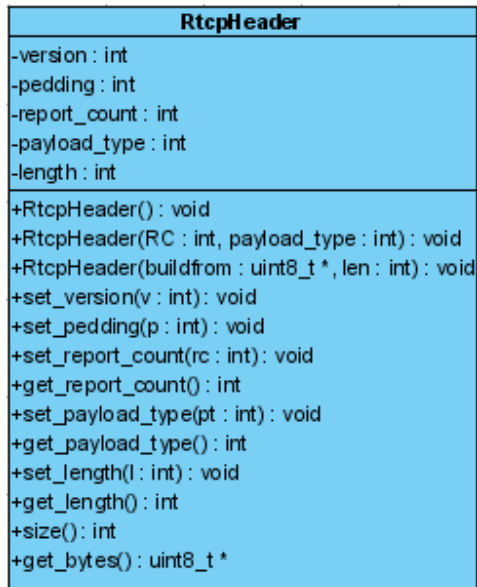 RtcpHeader
-version : int
-pedding : int
-report_count : int
-payload_type : int
-length : int
+RtcpHeader() : void
+RtcpHeader(RC : int, payload_type : int) : void
+RtcpHeader(buildfrom : uint8_t *, len : int) : void
+set_version(v : int) : void
+set_pedding(p : int) : void
+set_report_count(rc : int) : void
+get_report_count() : int
+set_payload_type(pt : int) : void
+get_payload_type() : int
+set_length(l : int) : void
+get_length() : int
+size() : int
+get_bytes() : uint8_t *